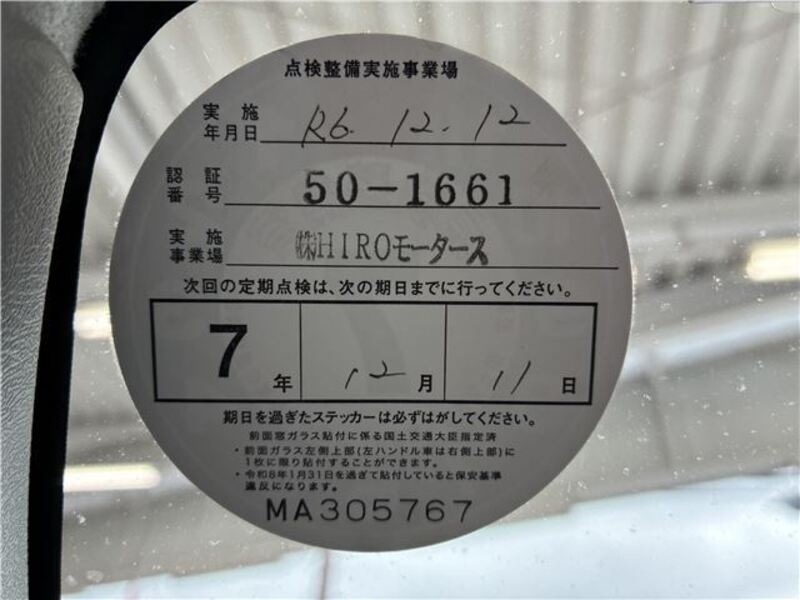 点検整備実施事業場
実施年月日 R6. 12. 12
認証番号 50-1661
実施事業場 ㈱HIROモータース
次回の定期点検は、次の期日までに行ってください。
7年 12月 11日
期日を過ぎたステッカーは必ずはがしてください。
前面窓ガラス貼付に係る国土交通大臣指定済
・前面ガラス左側上部(左ハンドル車は右側上部)に
1枚に限り貼付することができます。
・令和8年1月31日を過ぎて貼付していると保安基準
違反になります。
MA305767